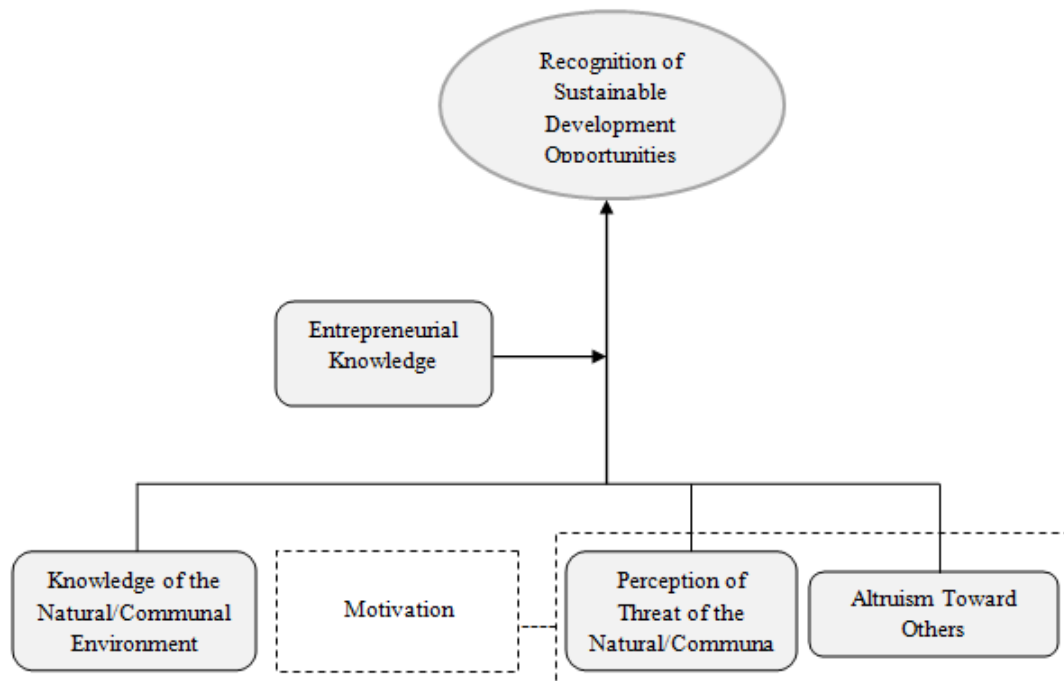 Recognition of
Sustainable
Development
Opportunities
Entrepreneurial
Knowledge
Knowledge of the
Natural/Communal
Environment
Motivation
Perception of
Threat of the
Natural/Communa
Altruism Toward
Others